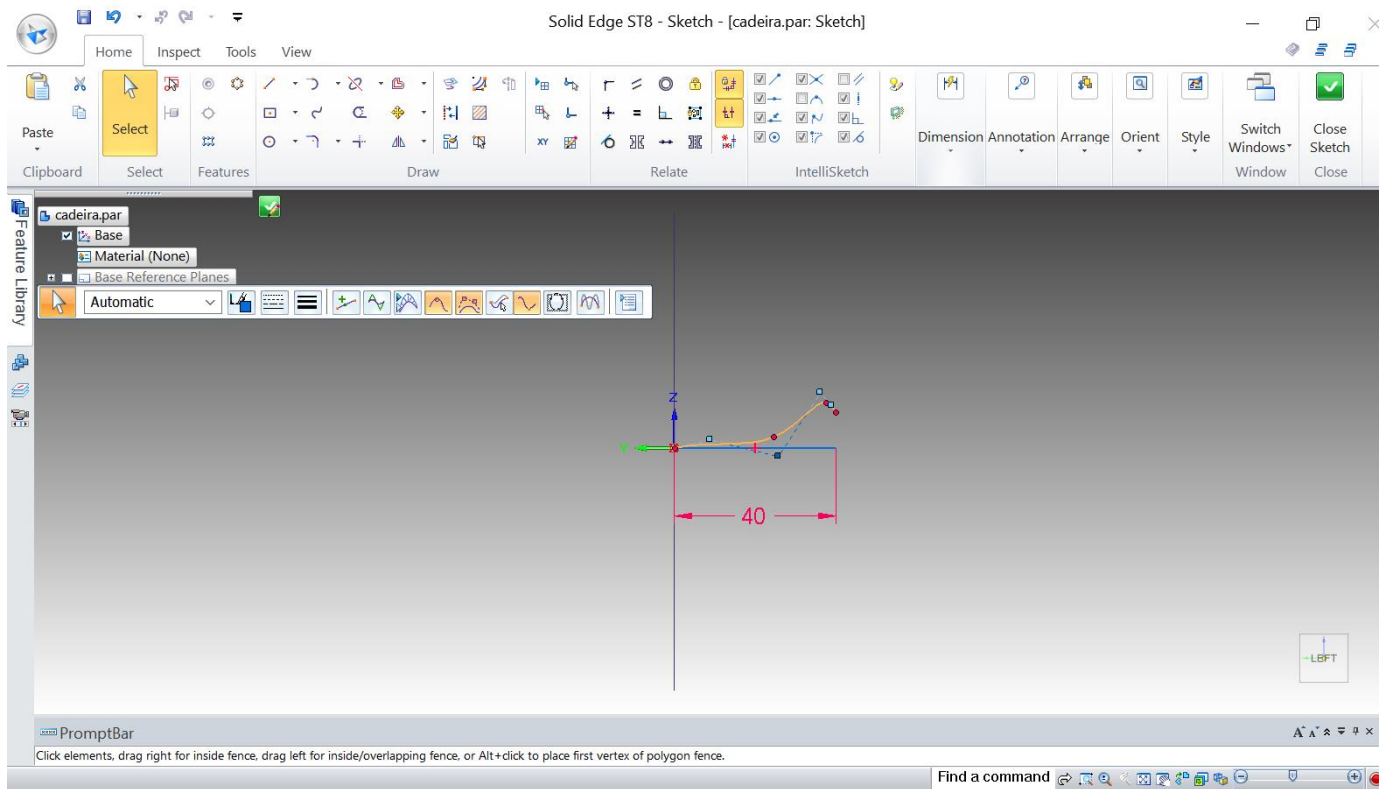 Solid Edge ST8 - Sketch - [cadeira.par: Sketch]
Home Inspect Tools View
Paste
Select
Dimension Annotation Arrange Orient Style
Switch Windows
Close Sketch
Clipboard Select Features Draw Relate IntelliSketch Window Close
XY
Feature Library
cadeira.par
Base
Material (None)
Base Reference Planes
Automatic
Z
Y
40
LEFT
PromptBar
Click elements, drag right for inside fence, drag left for inside/overlapping fence, or Alt+click to place first vertex of polygon fence.
Find a command